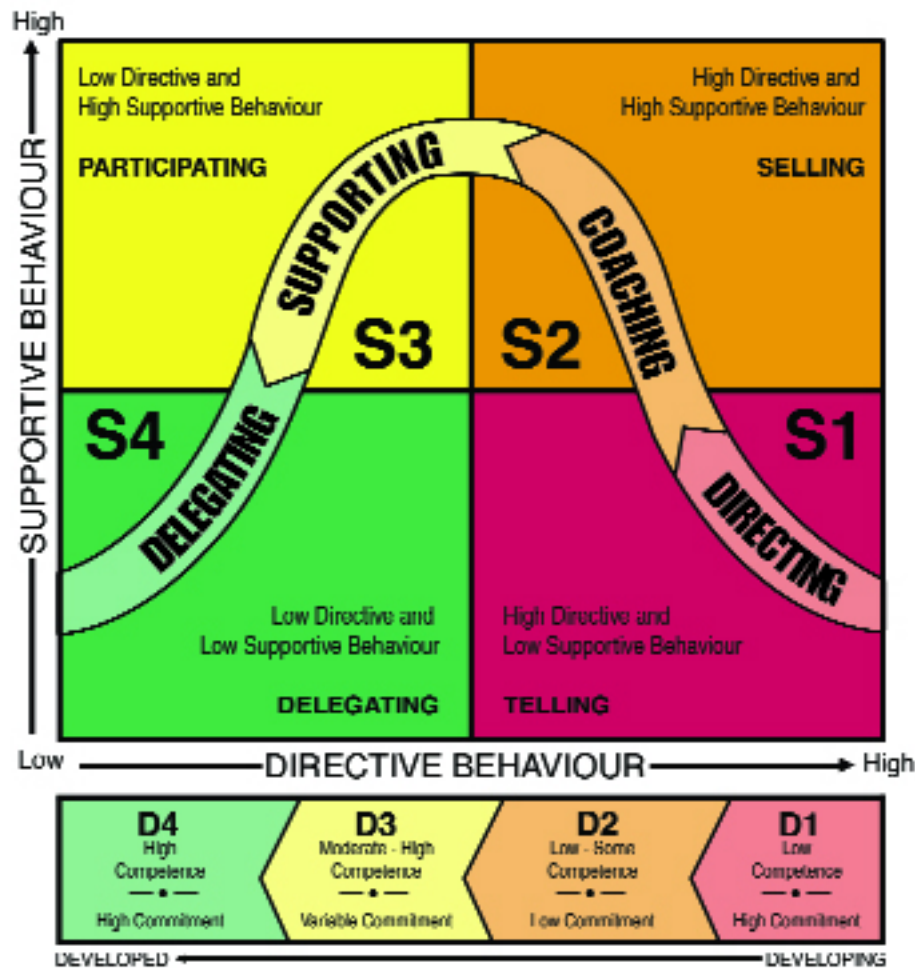 High
Low Directive and
High Supportive Behaviour
PARTICIPATING
High Directive and
High Supportive Behaviour
SELLING
SUPPORTIVE BEHAVIOUR
SUPPORTING
COACHING
S3
S2
S4
S1
DELEGATING
DIRECTING
Low Directive and
Low Supportive Behaviour
DELEGATING
High Directive and
Low Supportive Behaviour
TELLING
Low
DIRECTIVE BEHAVIOUR
High
D4
High
Competence
High Commitment
D3
Moderate - High
Competence
Variable Commitment
D2
Low - Some
Competence
Low Commitment
D1
Low
Competence
High Commitment
DEVELOPED
DEVELOPING